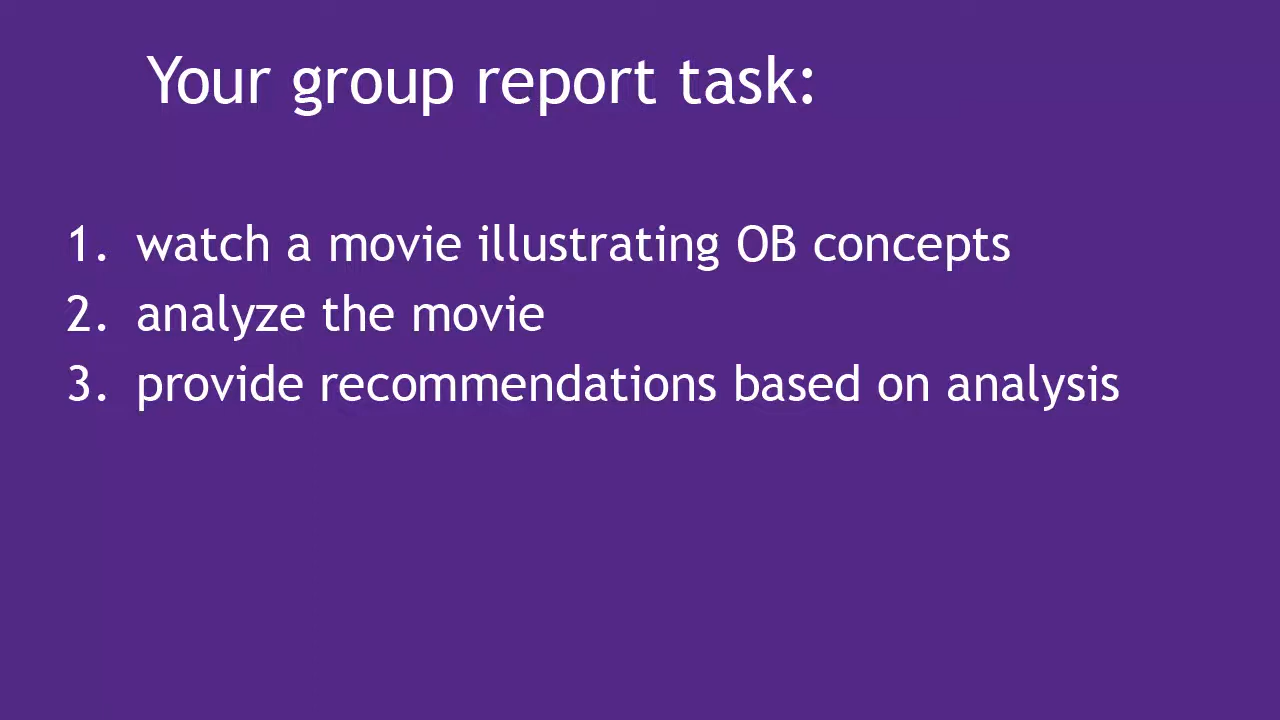 Your group report task:
1. watch a movie illustrating OB concepts
2. analyze the movie
3. provide recommendations based on analysis